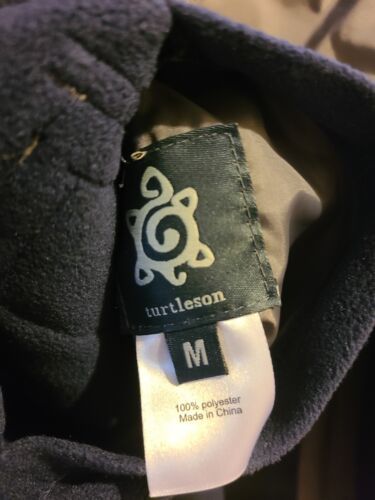 turtleson
M
100% polyester
Made in China